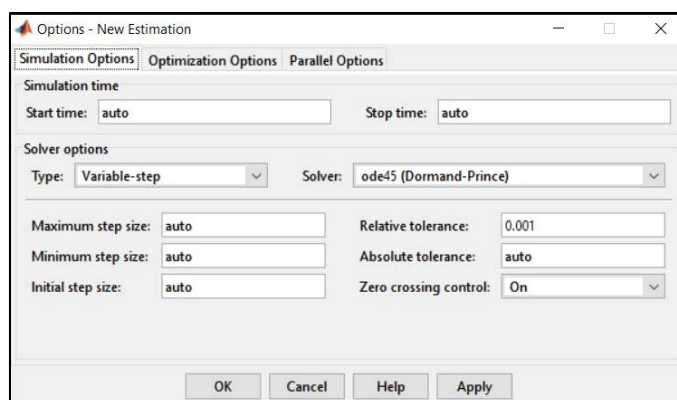 Options - New Estimation
Simulation Options Optimization Options Parallel Options
Simulation time
Start time: auto Stop time: auto
Solver options
Type: Variable-step Solver: ode45 (Dormand-Prince)
Maximum step size: auto Relative tolerance: 0.001
Minimum step size: auto Absolute tolerance: auto
Initial step size: auto Zero crossing control: On
OK Cancel Help Apply